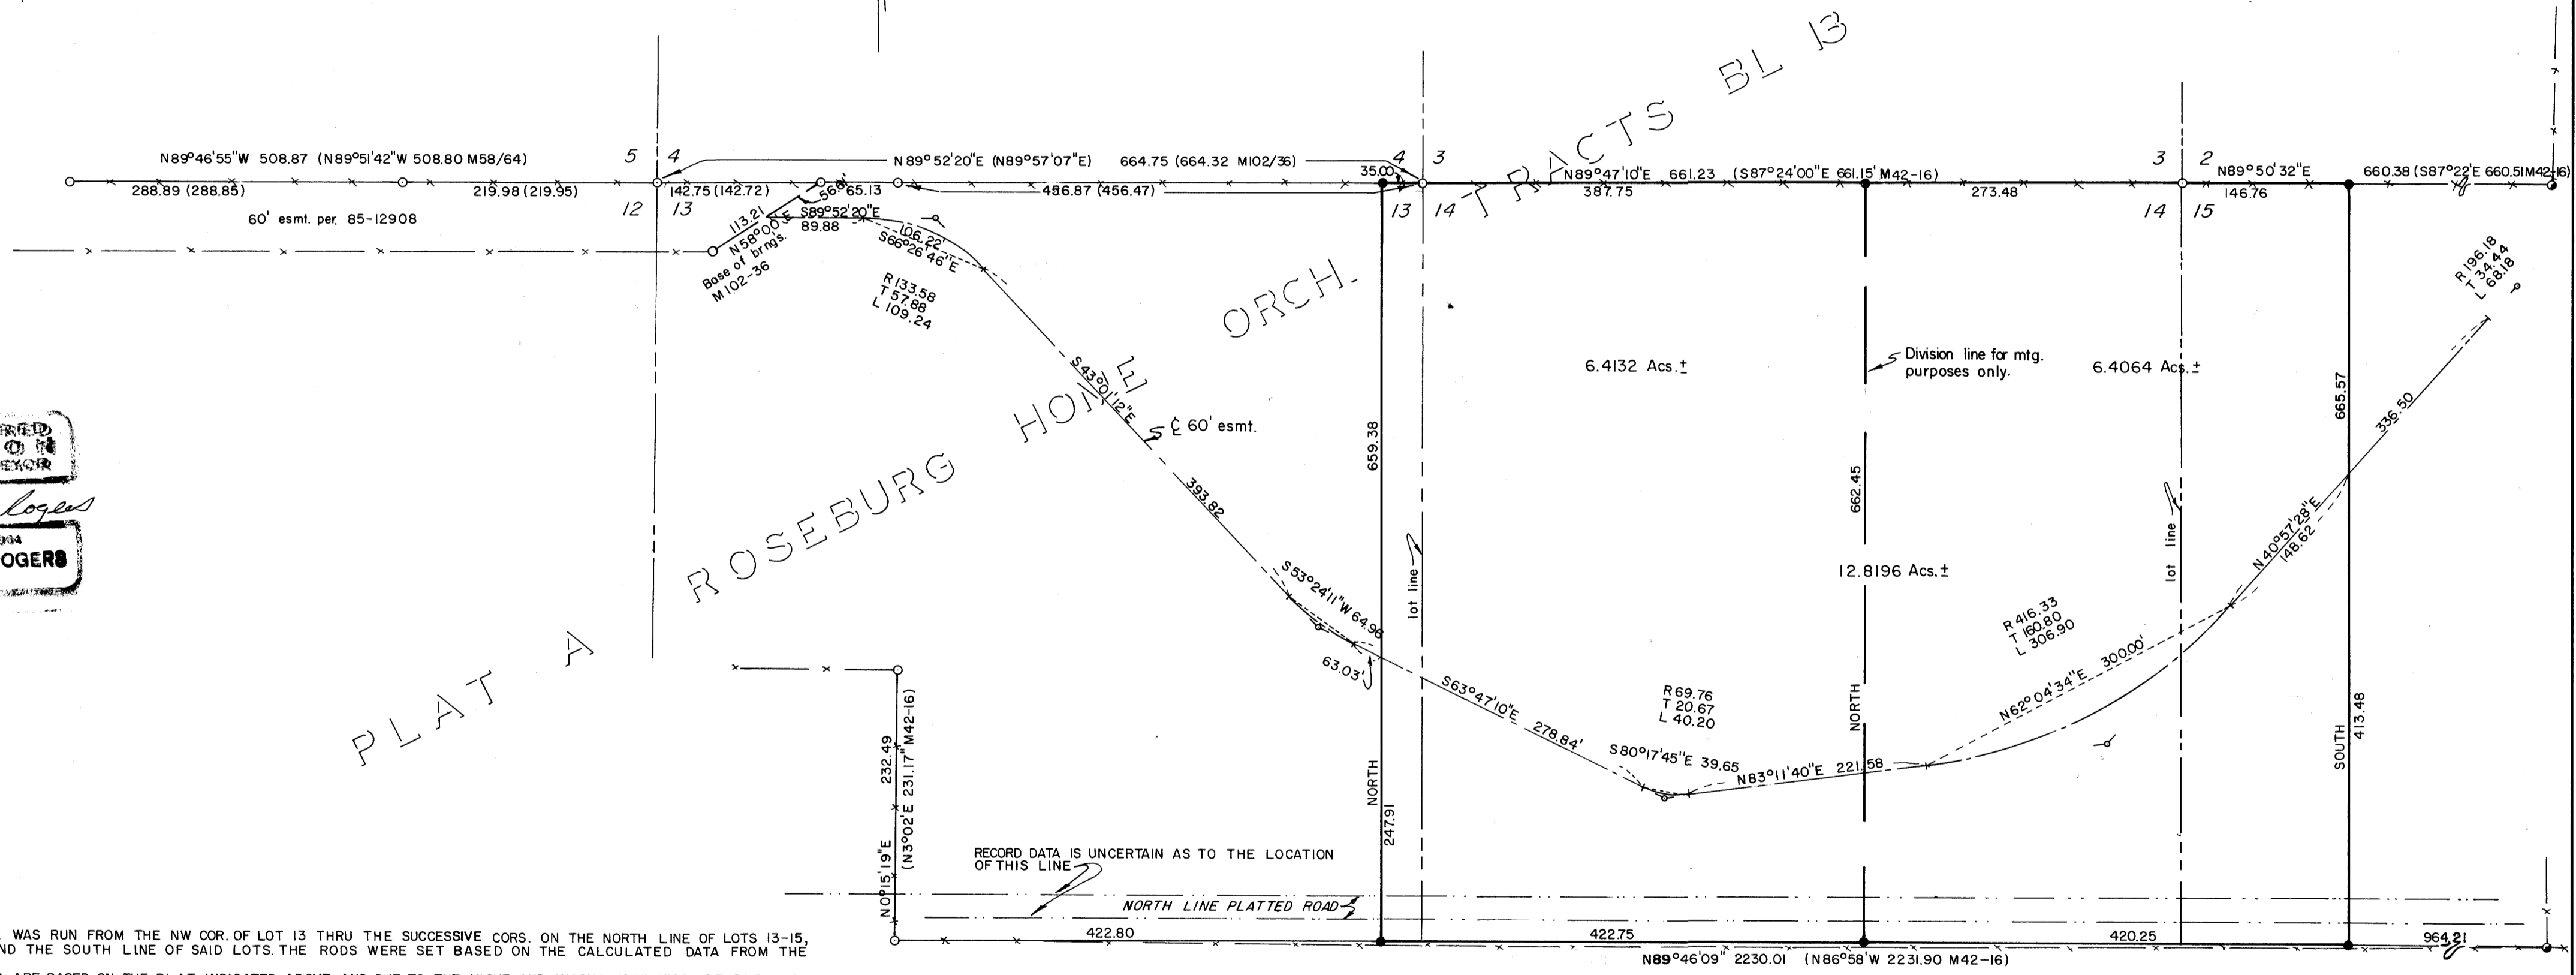 PLAT A ROSEBURG HOME ORCH. TRACTS BL 13
N89°46'55"W 508.87 (N89°51'42"W 508.80 M58/64)
5 4
N89°52'20"E (N89°57'07"E) 664.75 (664.32 M102/36)
4 3
N89°47'10"E 661.23 (S87°24'00"E 661.15' M42-16)
3 2
N89°50'32"E 660.38 (S87°22'E 660.51 M42-16)
288.89 (288.85)
219.98 (219.95)
142.75 (142.72)
65.13
486.87 (456.47)
35.00
387.75
273.48
146.76
12 13
13 14
14 15
60' esmt. per. 85-12908
113.21
N58°00'E
Base of brng's.
M102-36
S89°52'20"E
89.88
106.22'
S66°26'46"E
R 133.58
T 57.88
L 109.24
R 196.18
T 34.44
L 68.18
S43°01'12"E
℄ 60' esmt.
393.82
6.4132 Acs.±
Division line for mtg.
purposes only.
6.4064 Acs.±
659.38
662.45
665.57
336.50
lot line
lot line
12.8196 Acs.±
N40°57'28"E
148.62
S53°24'11"W 64.96
63.03'
S63°47'10"E 278.84'
R 69.76
T 20.67
L 40.20
S80°17'45"E 39.65
N83°11'40"E 221.58
R 416.33
T 160.80
L 306.90
N62°04'34"E 300.00'
NORTH
247.91
NORTH
SOUTH
413.48
232.49
N0°15'19"E
(N3°02'E 231.17' M42-16)
RECORD DATA IS UNCERTAIN AS TO THE LOCATION
OF THIS LINE
NORTH LINE PLATTED ROAD
422.80
422.75
420.25
964.21
N89°46'09" 2230.01 (N86°58'W 2231.90 M42-16)
Rogers
OGERS
WAS RUN FROM THE NW COR. OF LOT 13 THRU THE SUCCESSIVE CORS. ON THE NORTH LINE OF LOTS 13-15,
ND THE SOUTH LINE OF SAID LOTS. THE RODS WERE SET BASED ON THE CALCULATED DATA FROM THE